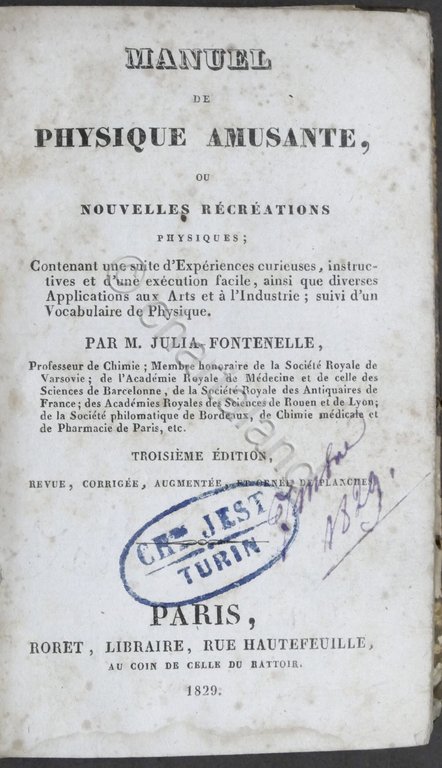 MANUEL
DE
PHYSIQUE AMUSANTE,
OU
NOUVELLES RÉCRÉATIONS
PHYSIQUES;
Contenant une suite d'Expériences curieuses, instruc-
tives et d'une exécution facile, ainsi que diverses
Applications aux Arts et à l'Industrie; suivi d'un
Vocabulaire de Physique.
PAR M. JULIA-FONTENELLE,
Professeur de Chimie; Membre honoraire de la Société Royale de
Varsovie; de l'Académie Royale de Médecine et de celle des
Sciences de Barcelonne, de la Société Royale des Antiquaires de
France; des Académies Royales des Sciences de Rouen et de Lyon;
de la Société philomatique de Bordeaux, de Chimie médicale et
de Pharmacie de Paris, etc.
TROISIÈME ÉDITION,
REVUE, CORRIGÉE, AUGMENTÉE, ET ORNÉE DE PLANCHES.
1829.
JEST
TURIN
PARIS,
RORET, LIBRAIRE, RUE HAUTEFEUILLE,
AU COIN DE CELLE DU BATTOIR.
1829.